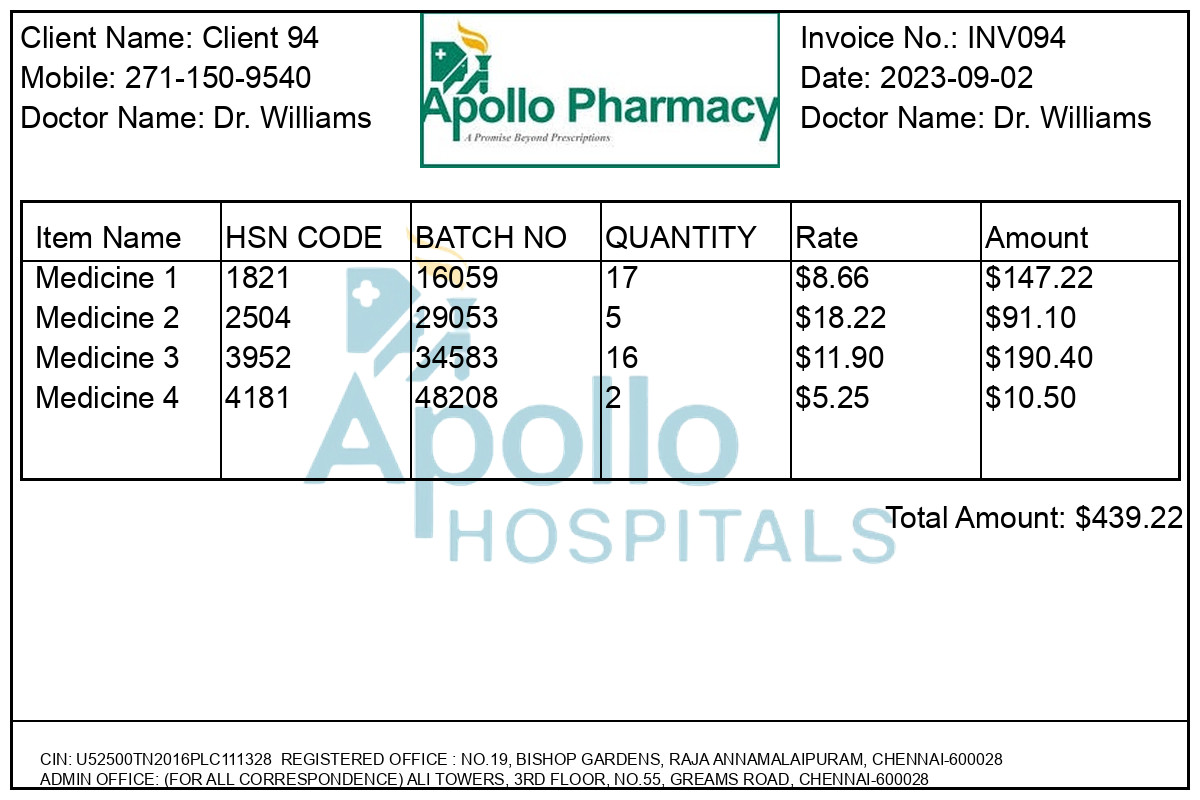 Client Name: Client 94
Mobile: 271-150-9540
Doctor Name: Dr. Williams
Apollo Pharmacy
A Promise Beyond Prescriptions
Invoice No.: INV094
Date: 2023-09-02
Doctor Name: Dr. Williams
Item Name HSN CODE BATCH NO QUANTITY Rate Amount
Medicine 1 1821 16059 17 $8.66 $147.22
Medicine 2 2504 29053 5 $18.22 $91.10
Medicine 3 3952 34583 16 $11.90 $190.40
Medicine 4 4181 48208 2 $5.25 $10.50
Apollo
HOSPITALS
Total Amount: $439.22
CIN: U52500TN2016PLC111328 REGISTERED OFFICE : NO.19, BISHOP GARDENS, RAJA ANNAMALAIPURAM, CHENNAI-600028
ADMIN OFFICE: (FOR ALL CORRESPONDENCE) ALI TOWERS, 3RD FLOOR, NO.55, GREAMS ROAD, CHENNAI-600028